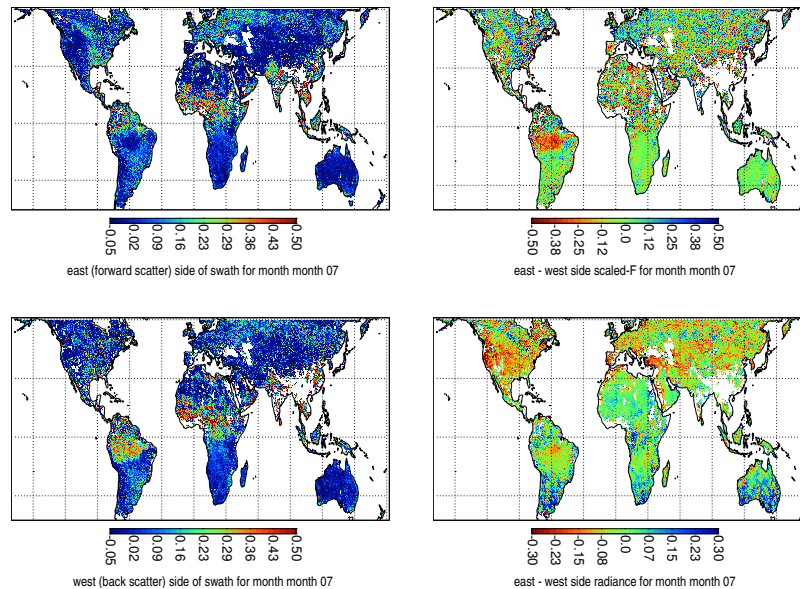 -0.05 0.02 0.09 0.16 0.23 0.29 0.36 0.43 0.50
east (forward scatter) side of swath for month month 07
-0.50 -0.38 -0.25 -0.12 0.0 0.12 0.25 0.38 0.50
east - west side scaled-F for month month 07
-0.05 0.02 0.09 0.16 0.23 0.29 0.36 0.43 0.50
west (back scatter) side of swath for month month 07
-0.30 -0.23 -0.15 -0.08 0.0 0.07 0.15 0.23 0.30
east - west side radiance for month month 07